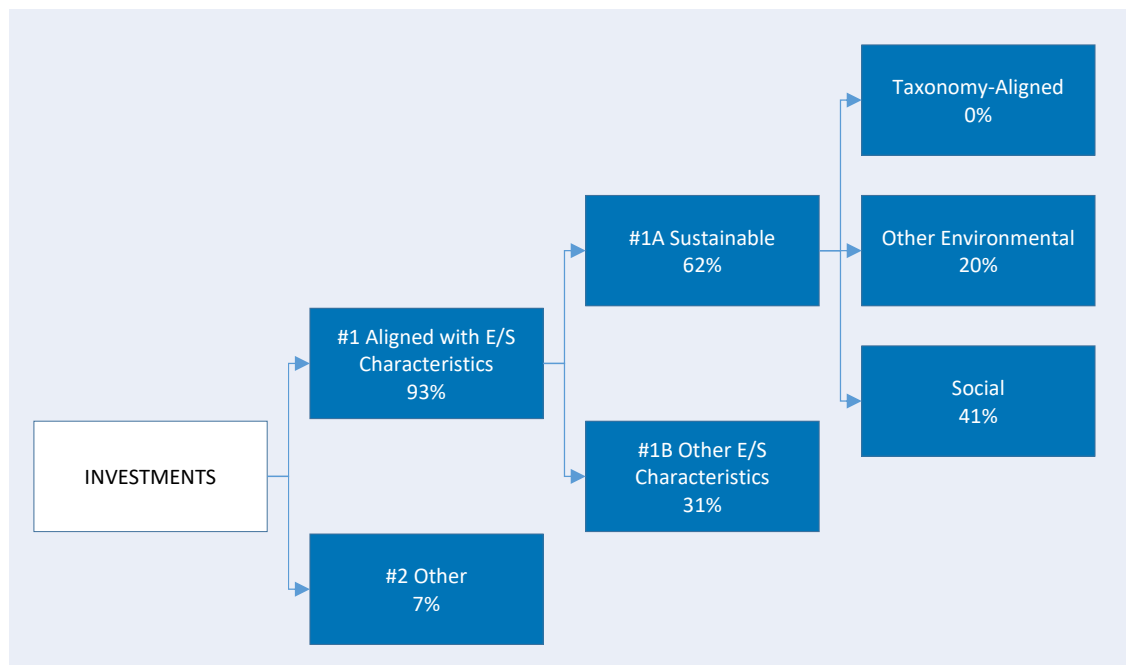 INVESTMENTS
#1 Aligned with E/S
Characteristics
93%
#2 Other
7%
#1A Sustainable
62%
#1B Other E/S
Characteristics
31%
Taxonomy-Aligned
0%
Other Environmental
20%
Social
41%